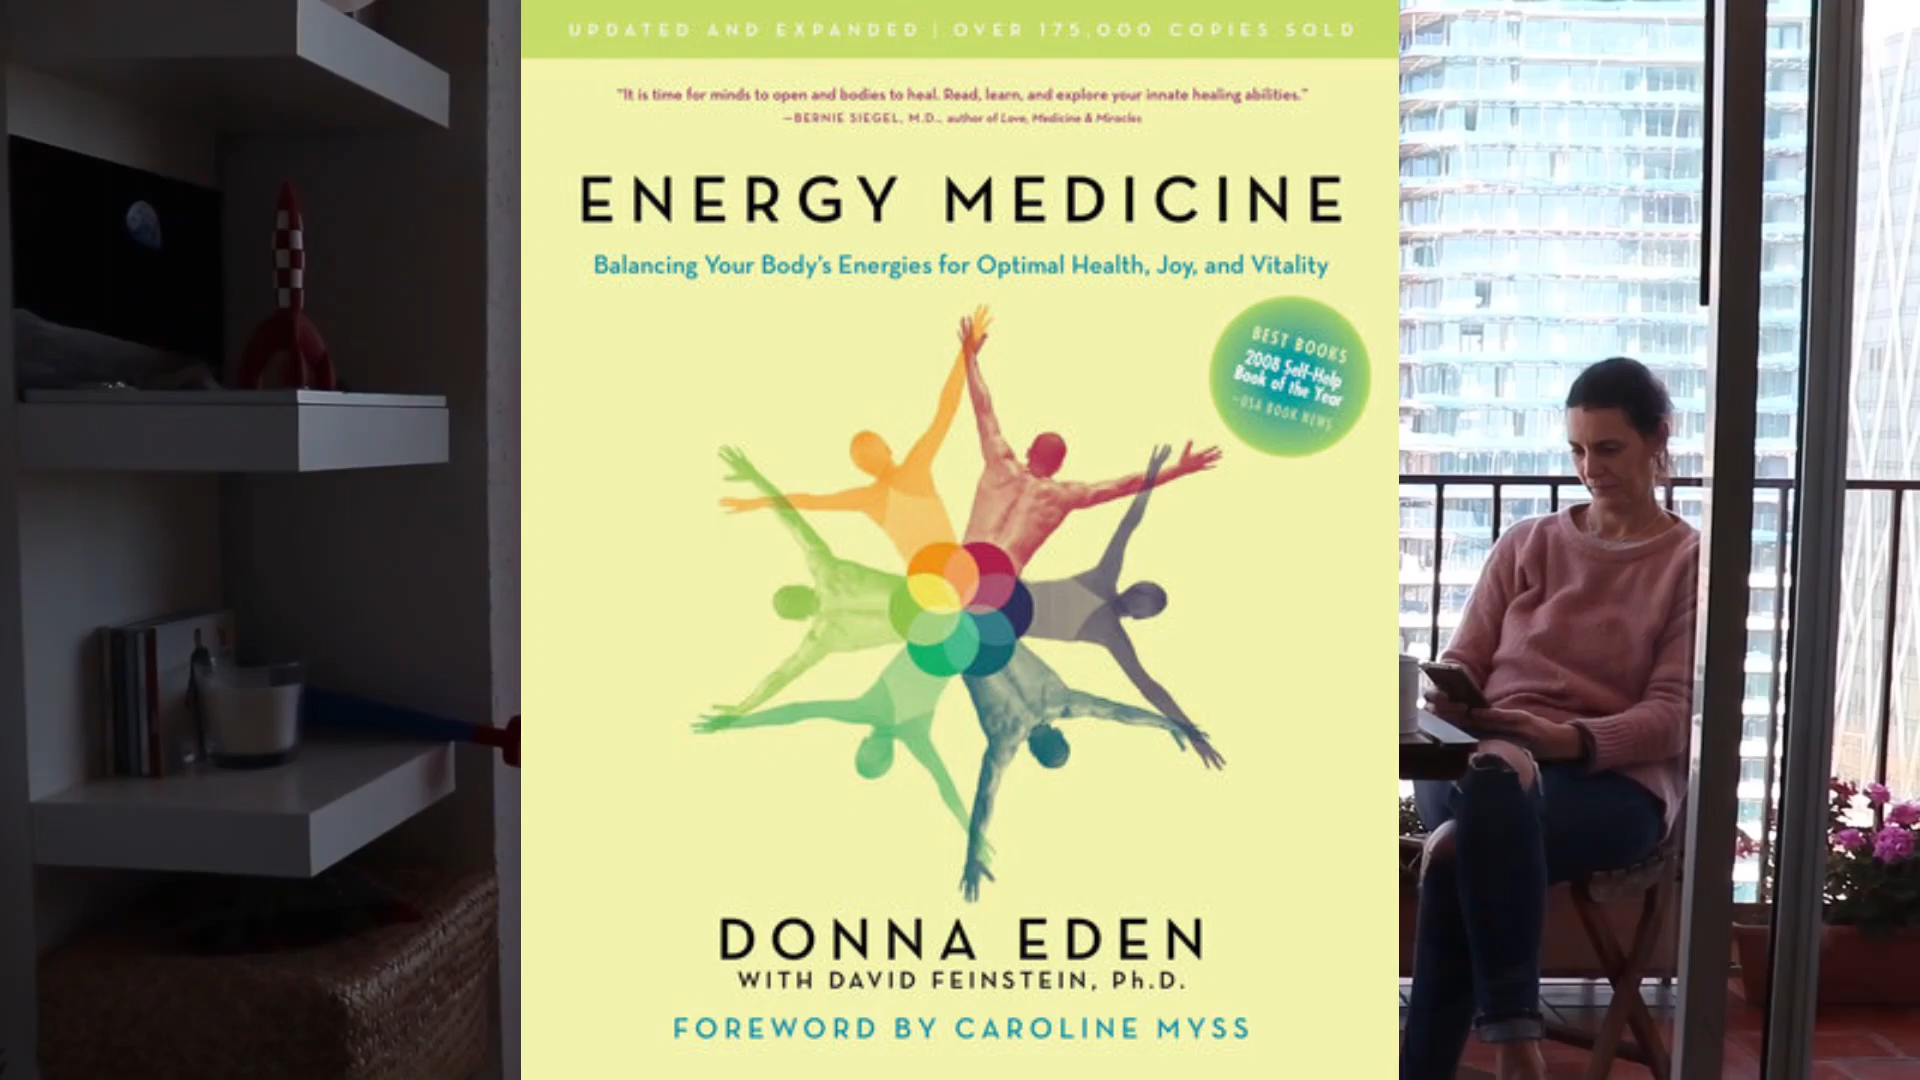 UPDATED AND EXPANDED | OVER 175,000 COPIES SOLD
"It is time for minds to open and bodies to heal. Read, learn, and explore your innate healing abilities."
—BERNIE SIEGEL, M.D., author of Love, Medicine & Miracles
ENERGY MEDICINE
Balancing Your Body's Energies for Optimal Health, Joy, and Vitality
BEST BOOKS
2008 Self-Help
Book of the Year
—USA BOOK NEWS
DONNA EDEN
WITH DAVID FEINSTEIN, Ph.D.
FOREWORD BY CAROLINE MYSS